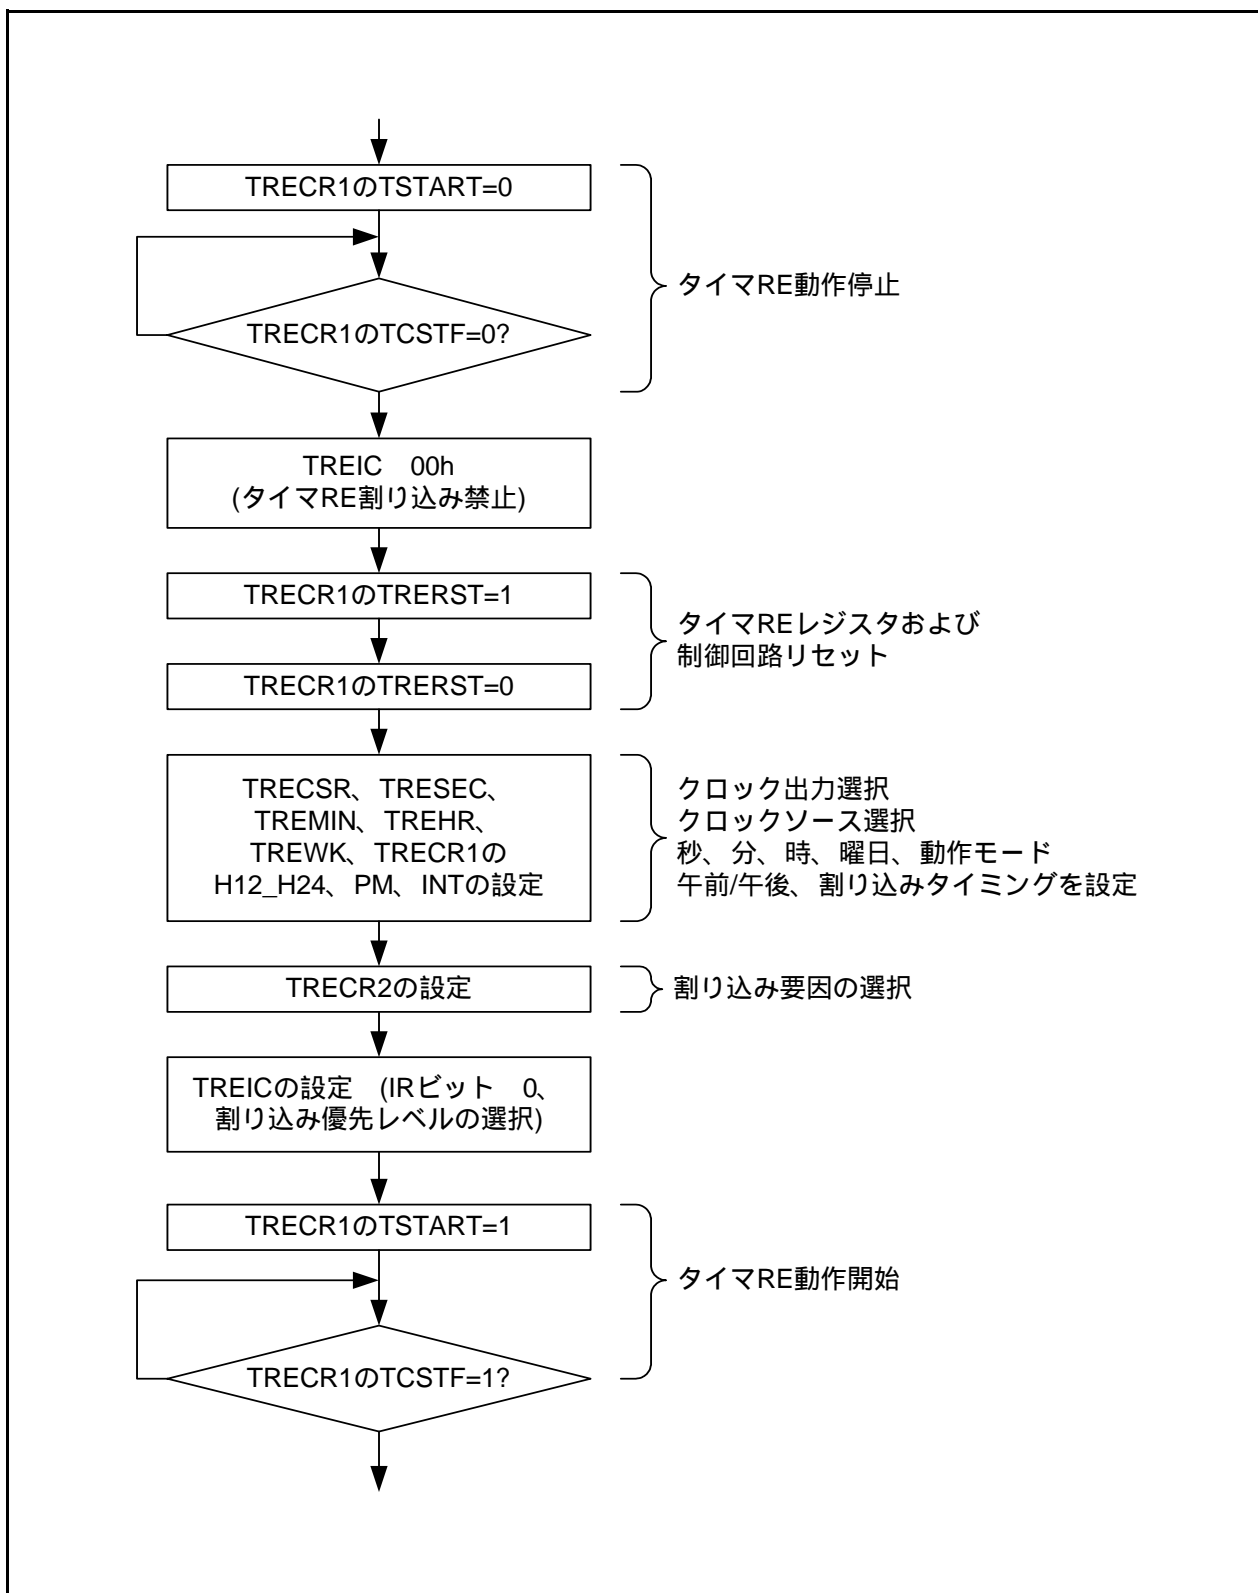 TRECR1のTSTART=0
タイマRE動作停止
TRECR1のTCSTF=0?
TREIC　00h
(タイマRE割り込み禁止)
TRECR1のTRERST=1
タイマREレジスタおよび
制御回路リセット
TRECR1のTRERST=0
TRECSR、TRESEC、
TREMIN、TREHR、
TREWK、TRECR1の
H12_H24、PM、INTの設定
クロック出力選択
クロックソース選択
秒、分、時、曜日、動作モード
午前/午後、割り込みタイミングを設定
TRECR2の設定
割り込み要因の選択
TREICの設定　(IRビット　0、
割り込み優先レベルの選択)
TRECR1のTSTART=1
タイマRE動作開始
TRECR1のTCSTF=1?